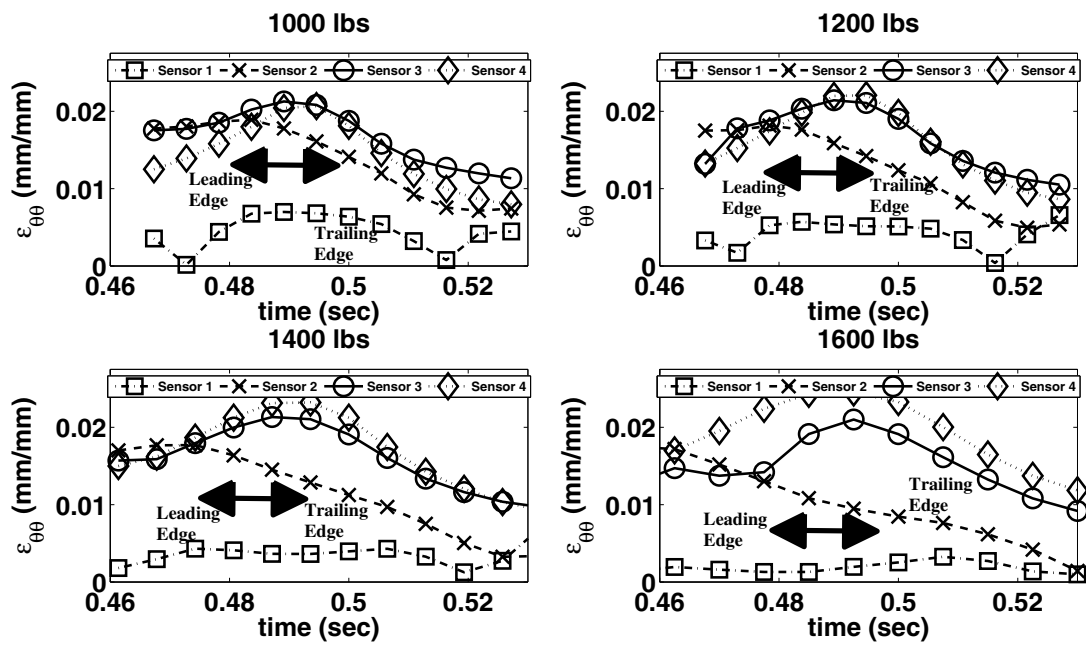 1000 lbs
Sensor 1 Sensor 2 Sensor 3 Sensor 4
ε_θθ (mm/mm)
0.02
0.01
0
Leading
Edge
Trailing
Edge
0.46 0.48 0.5 0.52
time (sec)
1200 lbs
Sensor 1 Sensor 2 Sensor 3 Sensor 4
ε_θθ (mm/mm)
0.02
0.01
0
Leading
Edge
Trailing
Edge
0.46 0.48 0.5 0.52
time (sec)
1400 lbs
Sensor 1 Sensor 2 Sensor 3 Sensor 4
ε_θθ (mm/mm)
0.02
0.01
0
Leading
Edge
Trailing
Edge
0.46 0.48 0.5 0.52
time (sec)
1600 lbs
Sensor 1 Sensor 2 Sensor 3 Sensor 4
ε_θθ (mm/mm)
0.02
0.01
0
Leading
Edge
Trailing
Edge
0.46 0.48 0.5 0.52
time (sec)